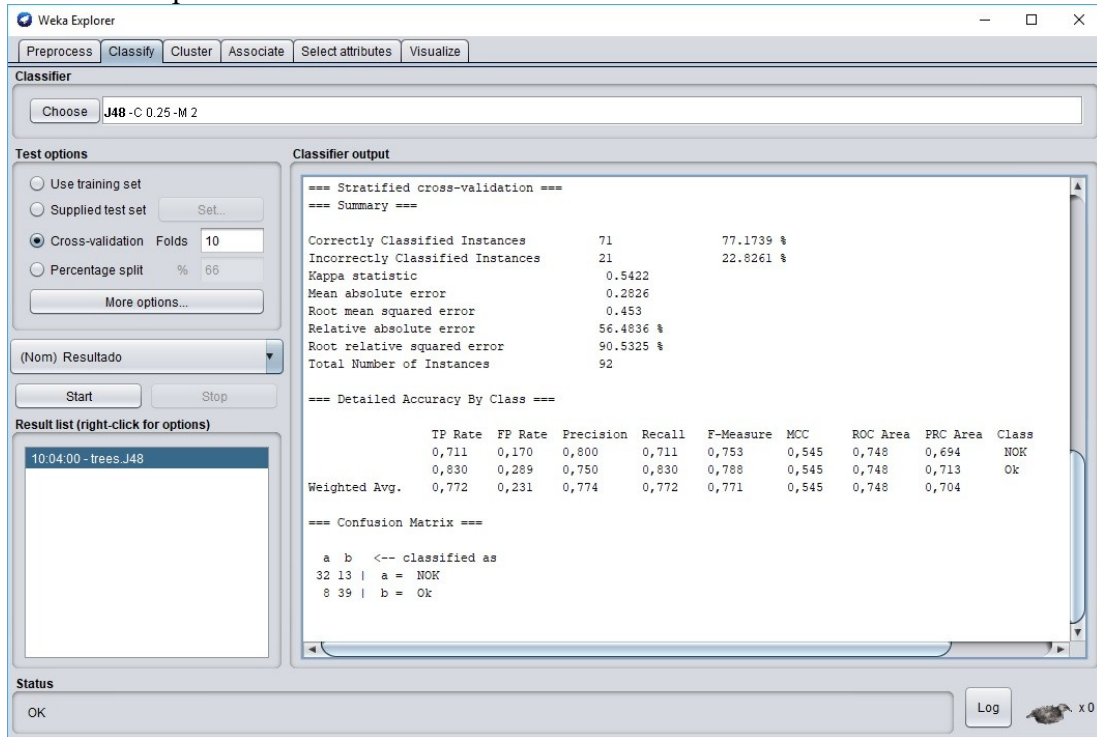 Weka Explorer
Preprocess Classify Cluster Associate Select attributes Visualize
Classifier
Choose J48 -C 0.25 -M 2
Test options
Use training set
Supplied test set Set...
Cross-validation Folds 10
Percentage split % 66
More options...
(Nom) Resultado
Start Stop
Result list (right-click for options)
10:04:00 - trees.J48
Classifier output
=== Stratified cross-validation ===
=== Summary ===
Correctly Classified Instances 71 77.1739 %
Incorrectly Classified Instances 21 22.8261 %
Kappa statistic 0.5422
Mean absolute error 0.2826
Root mean squared error 0.453
Relative absolute error 56.4836 %
Root relative squared error 90.5325 %
Total Number of Instances 92
=== Detailed Accuracy By Class ===
TP Rate FP Rate Precision Recall F-Measure MCC ROC Area PRC Area Class
0,711 0,170 0,800 0,711 0,753 0,545 0,748 0,694 NOK
0,830 0,289 0,750 0,830 0,788 0,545 0,748 0,713 Ok
Weighted Avg. 0,772 0,231 0,774 0,772 0,771 0,545 0,748 0,704
=== Confusion Matrix ===
a b <-- classified as
32 13 | a = NOK
8 39 | b = Ok
Status
OK
Log x 0